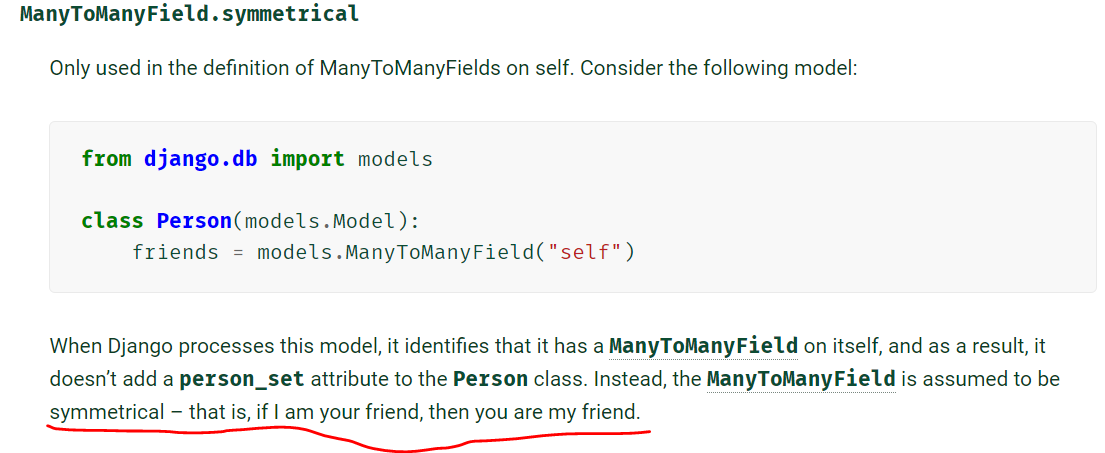 ManyToManyField.symmetrical
Only used in the definition of ManyToManyFields on self. Consider the following model:
from django.db import models
class Person(models.Model):
    friends = models.ManyToManyField("self")
When Django processes this model, it identifies that it has a ManyToManyField on itself, and as a result, it
doesn’t add a person_set attribute to the Person class. Instead, the ManyToManyField is assumed to be
symmetrical – that is, if I am your friend, then you are my friend.